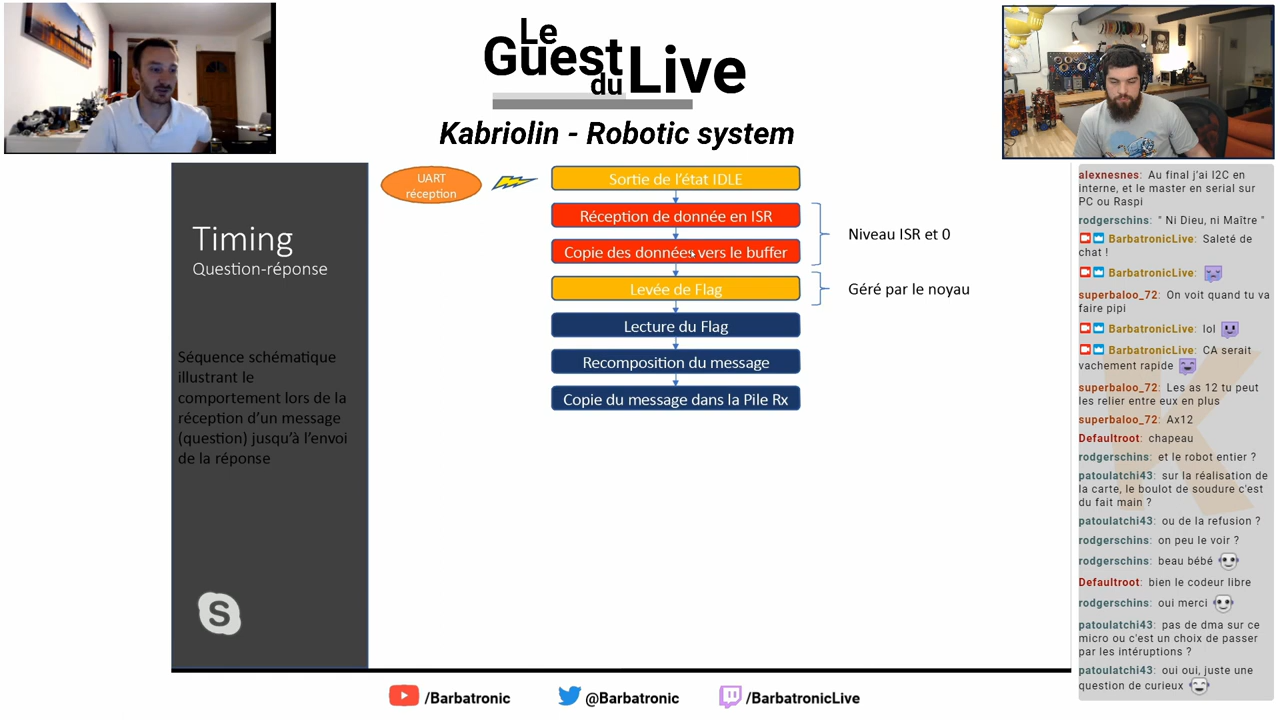 Le
Guest
du
Live
Kabriolin - Robotic system
Timing
Question-réponse
Séquence schématique
illustrant le
comportement lors de la
réception d'un message
(question) jusqu'à l'envoi
de la réponse
UART
réception
Sortie de l'état IDLE
Réception de donnée en ISR
Copie des données vers le buffer
Levée de Flag
Lecture du Flag
Recomposition du message
Copie du message dans la Pile Rx
Niveau ISR et 0
Géré par le noyau
alexnesnes: Au final j'ai I2C en
interne, et le master en serial sur
PC ou Raspi
rodgerschins: " Ni Dieu, ni Maître "
BarbatronicLive: Saleté de
chat !
BarbatronicLive:
superbaloo_72: On voit quand tu va
faire pipi
BarbatronicLive: lol
BarbatronicLive: CA serait
vachement rapide
superbaloo_72: Les as 12 tu peut
les relier entre eux en plus
superbaloo_72: Ax12
Defaultroot: chapeau
rodgerschins: et le robot entier ?
patoulatchi43: sur la réalisation de
la carte, le boulot de soudure c'est
du fait main ?
patoulatchi43: ou de la refusion ?
rodgerschins: on peu le voir ?
rodgerschins: beau bébé
Defaultroot: bien le codeur libre
rodgerschins: oui merci
patoulatchi43: pas de dma sur ce
micro ou c'est un choix de passer
par les intéruptions ?
patoulatchi43: oui oui, juste une
question de curieux
/Barbatronic
@Barbatronic
/BarbatronicLive